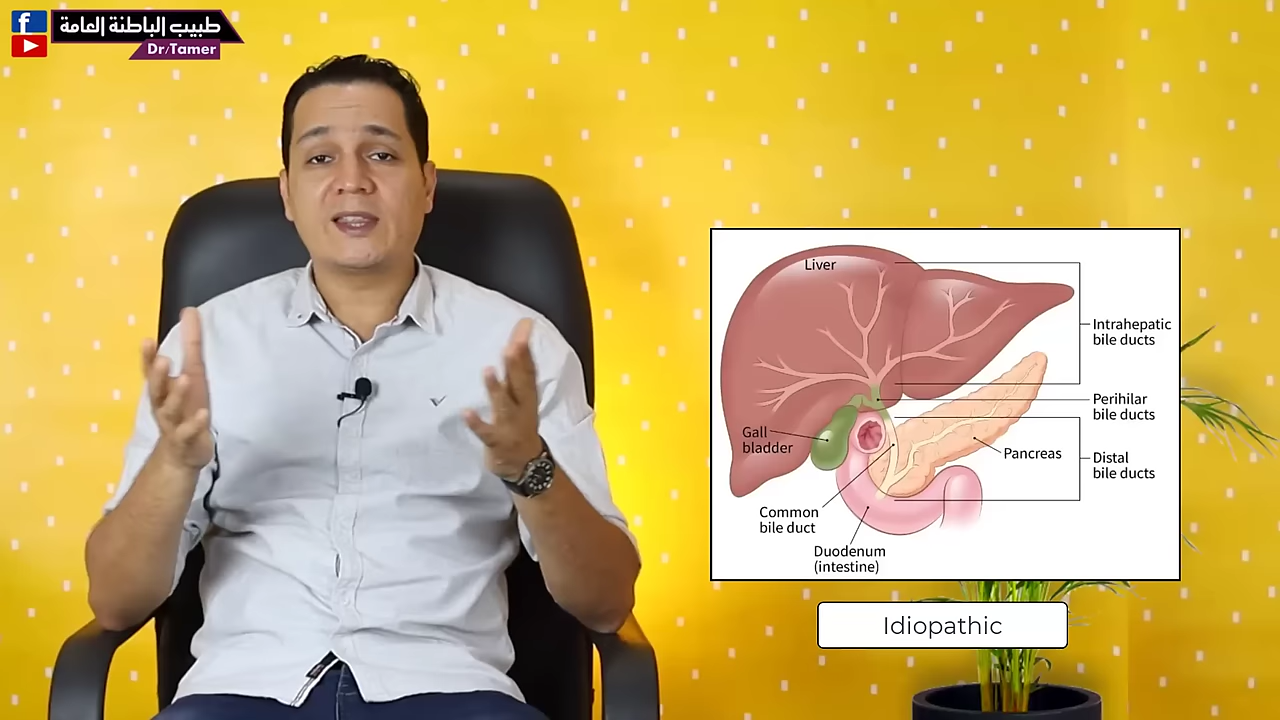 طبيب الباطنة العامة
Dr/Tamer
Liver
Intrahepatic
bile ducts
Perihilar
bile ducts
Gall
bladder
Pancreas
Distal
bile ducts
Common
bile duct
Duodenum
(intestine)
Idiopathic